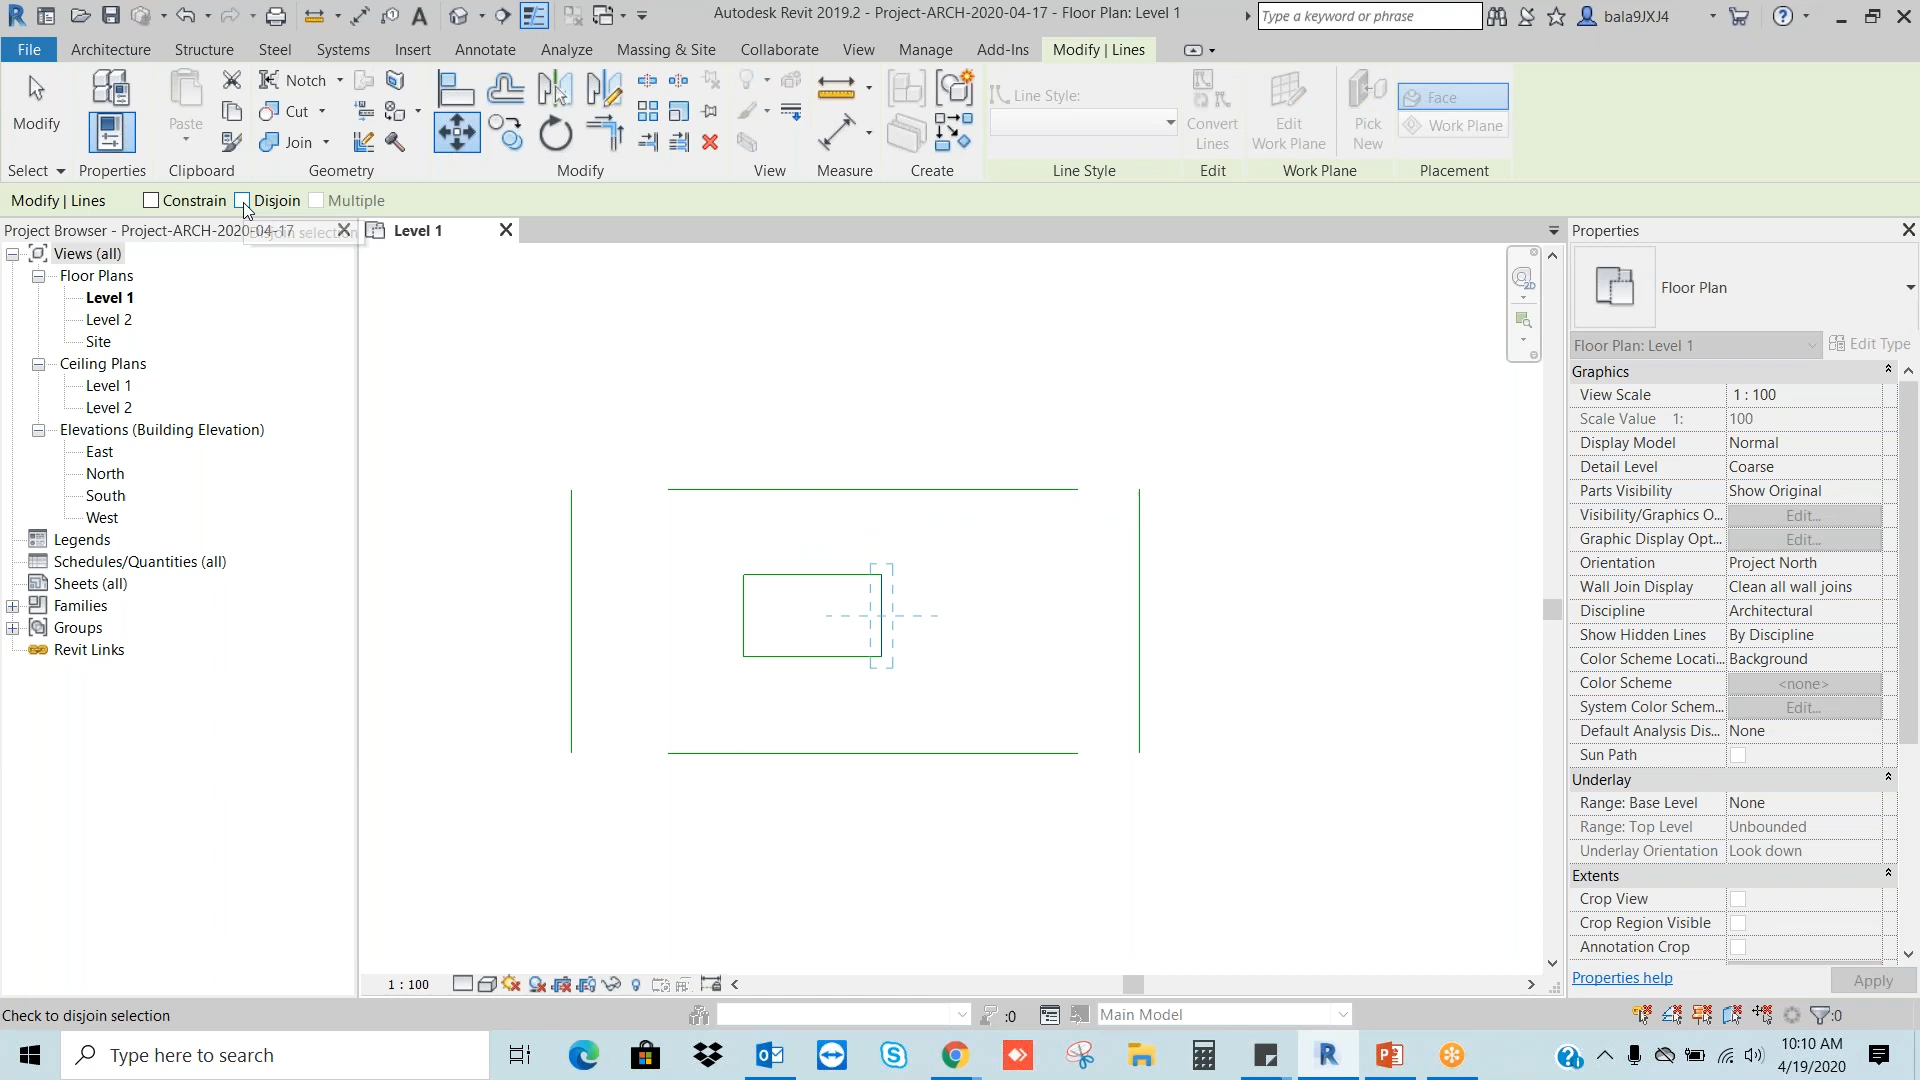 Autodesk Revit 2019.2 - Project-ARCH-2020-04-17 - Floor Plan: Level 1
Type a keyword or phrase
bala9JXJ4
File Architecture Structure Steel Systems Insert Annotate Analyze Massing & Site Collaborate View Manage Add-Ins Modify | Lines
Notch
Line Style:
Face
Modify Paste Cut Convert Lines Edit Work Plane Pick New
Work Plane
Join
Select Properties Clipboard Geometry Modify View Measure Create Line Style Edit Work Plane Placement
Modify | Lines Constrain Disjoin Multiple
Project Browser - Project-ARCH-2020-04-17
Disjoin selection
Level 1
Properties
Views (all)
Floor Plans
Level 1
Level 2
Site
Ceiling Plans
Level 1
Level 2
Elevations (Building Elevation)
East
North
South
West
Legends
Schedules/Quantities (all)
Sheets (all)
Families
Groups
Revit Links
Floor Plan
Floor Plan: Level 1 Edit Type
Graphics
View Scale 1 : 100
Scale Value 1: 100
Display Model Normal
Detail Level Coarse
Parts Visibility Show Original
Visibility/Graphics O... Edit...
Graphic Display Opt... Edit...
Orientation Project North
Wall Join Display Clean all wall joins
Discipline Architectural
Show Hidden Lines By Discipline
Color Scheme Locati... Background
Color Scheme <none>
System Color Schem... Edit...
Default Analysis Dis... None
Sun Path
Underlay
Range: Base Level None
Range: Top Level Unbounded
Underlay Orientation Look down
Extents
Crop View
Crop Region Visible
Annotation Crop
Properties help Apply
1 : 100
Check to disjoin selection
:0
Main Model
:0
Type here to search
10:10 AM
4/19/2020